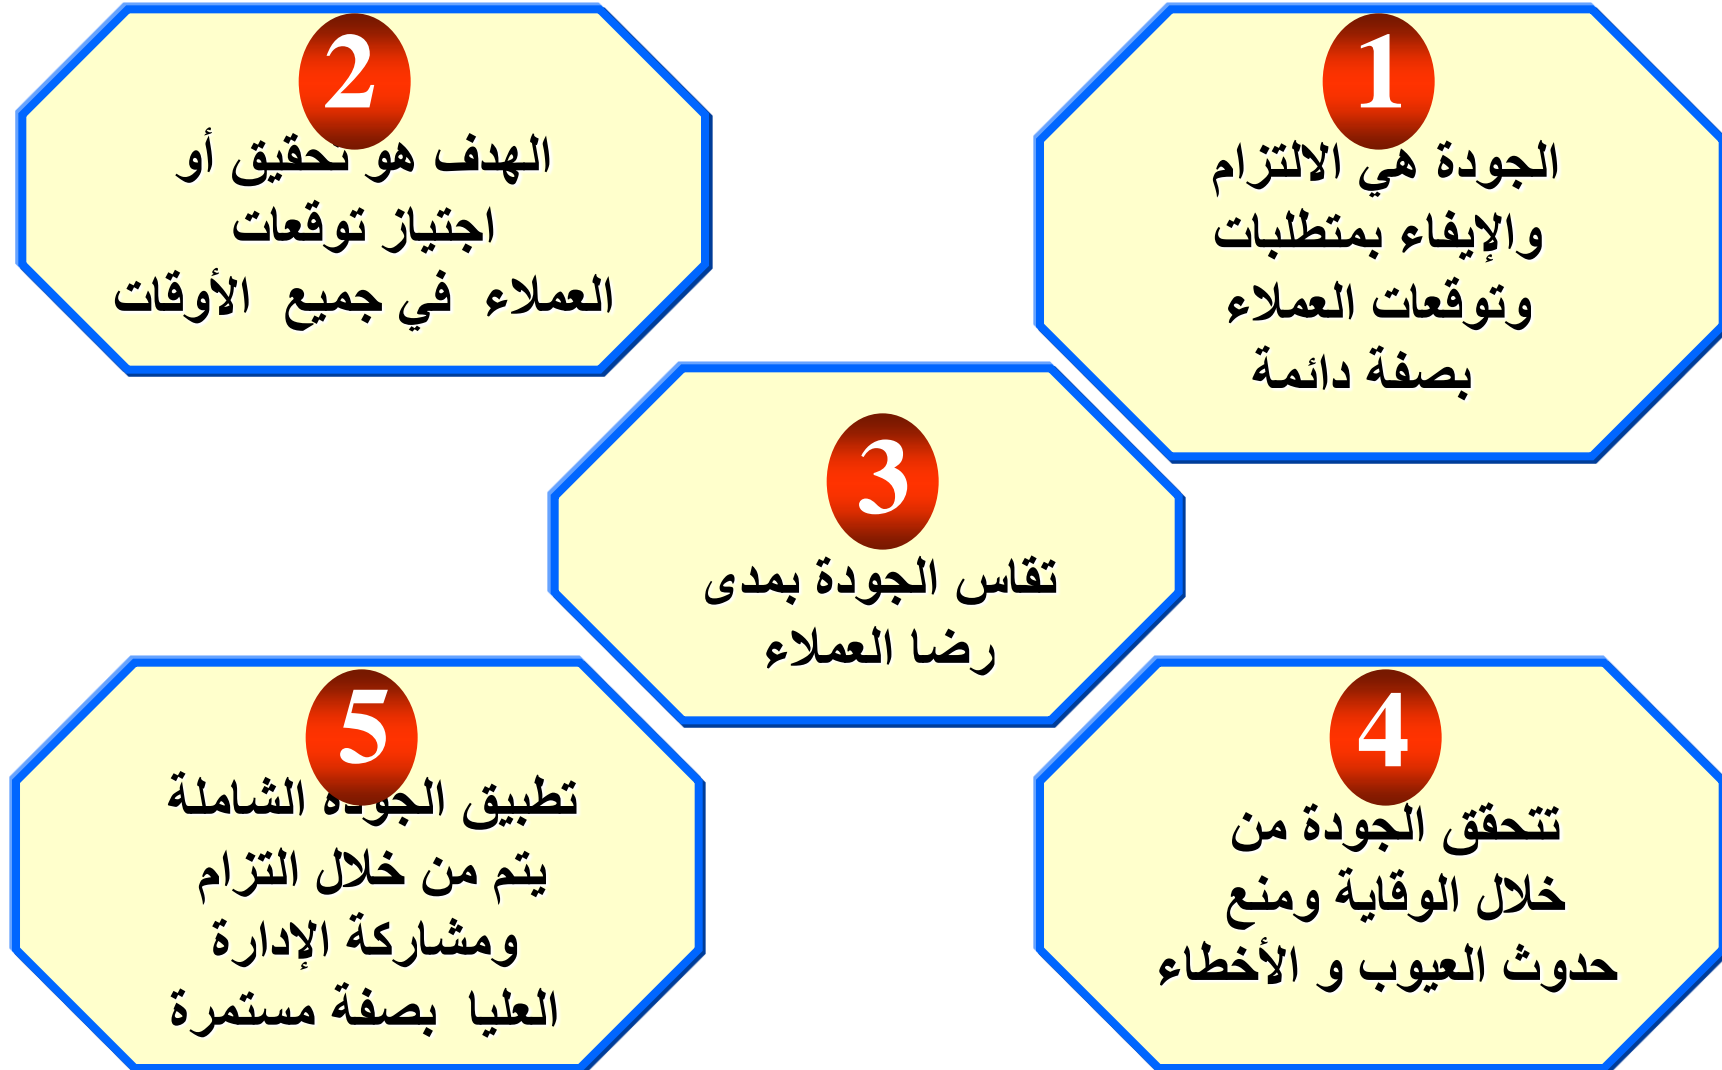 1
الجودة هي الالتزام
والإيفاء بمتطلبات
وتوقعات العملاء
بصفة دائمة
2
الهدف هو تحقيق أو
اجتياز توقعات
العملاء في جميع الأوقات
3
تقاس الجودة بمدى
رضا العملاء
4
تتحقق الجودة من
خلال الوقاية ومنع
حدوث العيوب و الأخطاء
5
تطبيق الجودة الشاملة
يتم من خلال التزام
ومشاركة الإدارة
العليا بصفة مستمرة